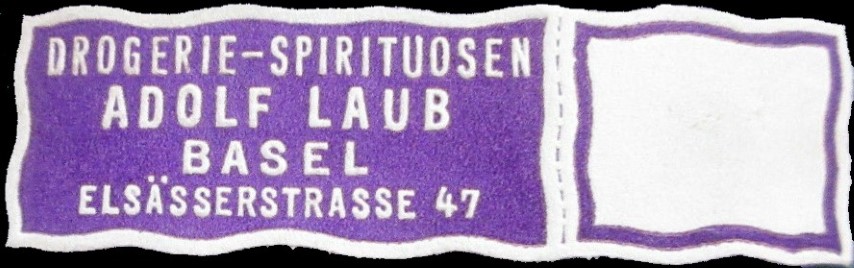 DROGERIE-SPIRITUOSEN
ADOLF LAUB
BASEL
ELSÄSSERSTRASSE 47